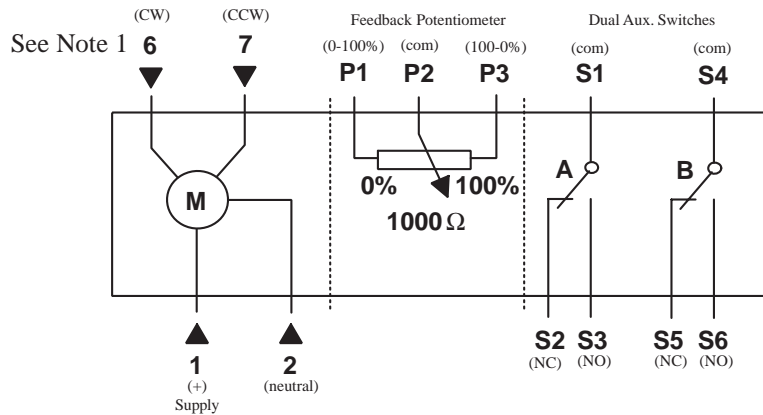 (CW) (CCW) Feedback Potentiometer Dual Aux. Switches
See Note 1 6 7 (0-100%) (com) (100-0%) (com) (com)
P1 P2 P3 S1 S4
A B
M 0% 100%
1000 Ω
1 2 S2 S3 S5 S6
(+) (neutral) (NC) (NO) (NC) (NO)
Supply